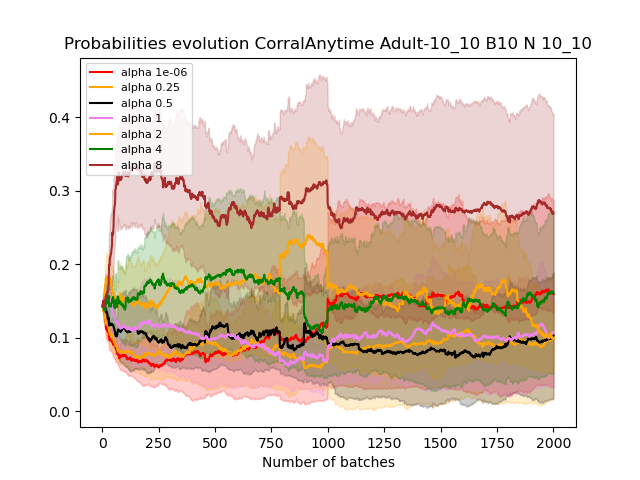 Probabilities evolution CorralAnytime Adult-10_10 B10 N 10_10
alpha 1e-06
alpha 0.25
alpha 0.5
alpha 1
alpha 2
alpha 4
alpha 8
0.4
0.3
0.2
0.1
0.0
0 250 500 750 1000 1250 1500 1750 2000
Number of batches